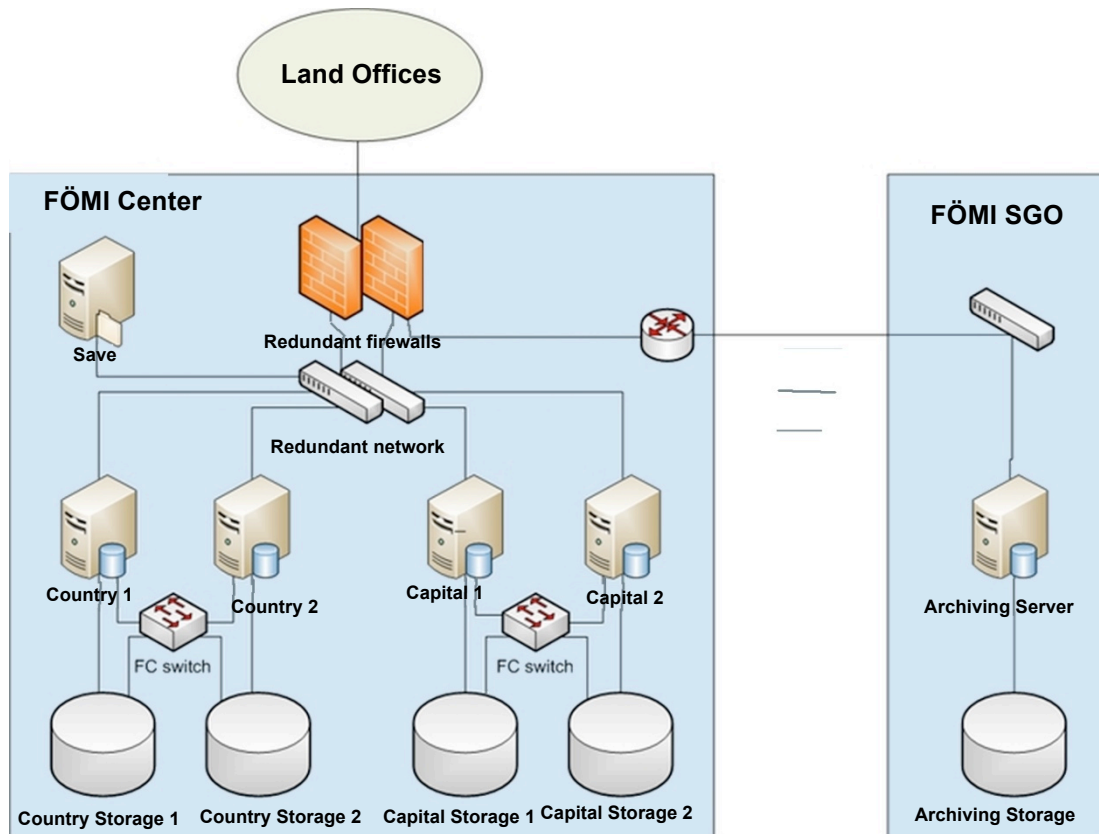 Land Offices
FÖMI Center
FÖMI SGO
Save
Redundant firewalls
Redundant network
Country 1
Country 2
Capital 1
Capital 2
Archiving Server
FC switch
FC switch
Country Storage 1
Country Storage 2
Capital Storage 1
Capital Storage 2
Archiving Storage